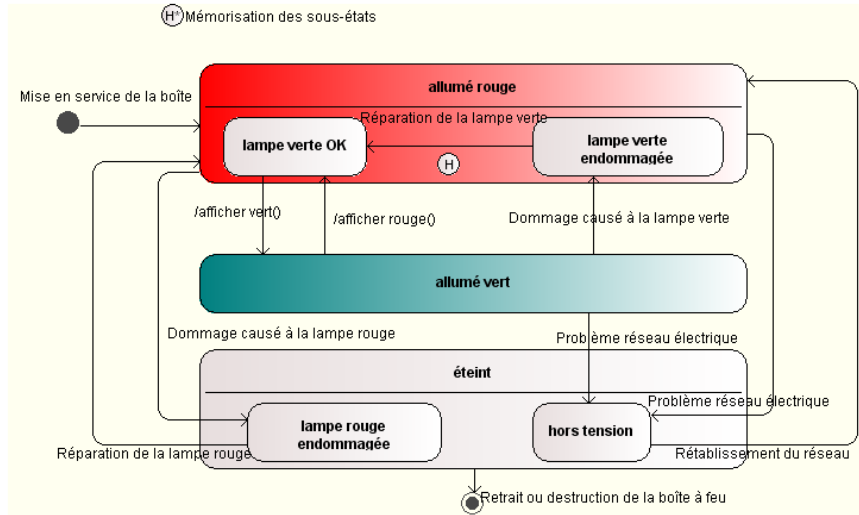 H* Mémorisation des sous-états
allumé rouge
Mise en service de la boîte
Réparation de la lampe verte
lampe verte OK
lampe verte
endommagée
H
/afficher vert()
/afficher rouge()
Dommage causé à la lampe verte
allumé vert
Dommage causé à la lampe rouge
Problème réseau électrique
éteint
Problème réseau électrique
lampe rouge
endommagée
hors tension
Réparation de la lampe rouge
Rétablissement du réseau
Retrait ou destruction de la boîte à feu